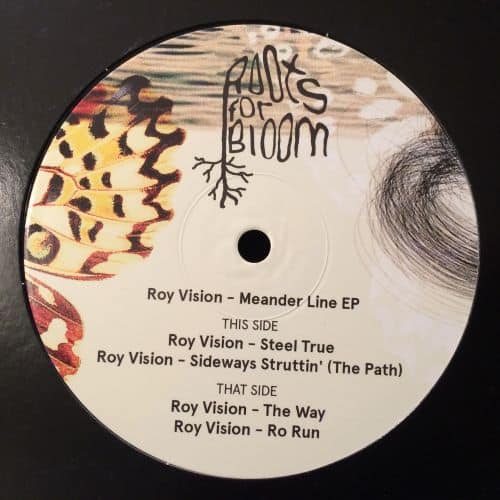 Roots
for
Bloom
Roy Vision – Meander Line EP
THIS SIDE
Roy Vision – Steel True
Roy Vision – Sideways Struttin' (The Path)
THAT SIDE
Roy Vision – The Way
Roy Vision – Ro Run